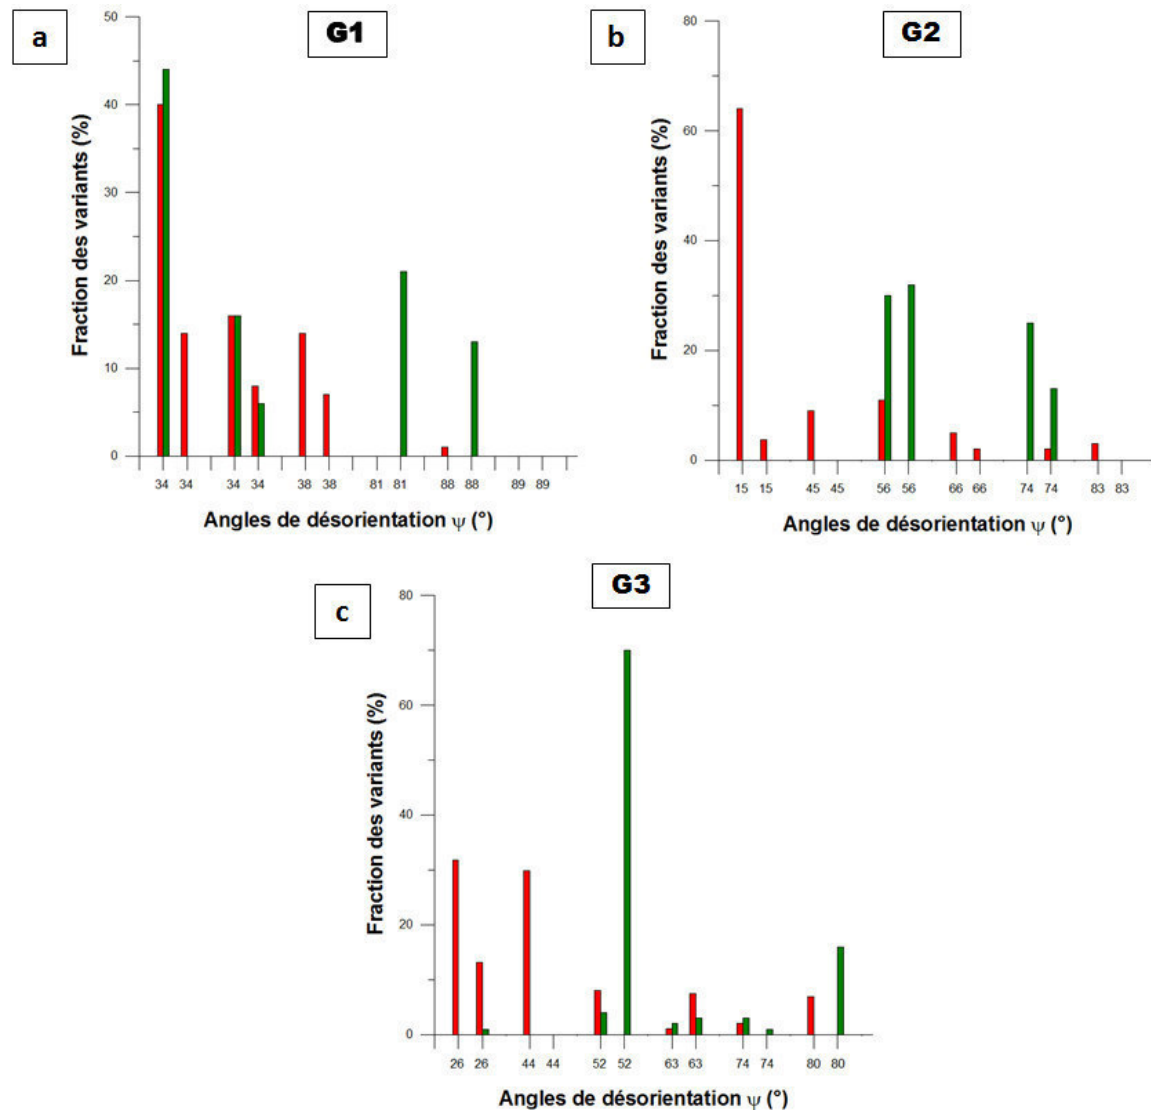 a
G1
50
40
30
20
10
0
Fraction des variants (%)
34 34 34 34 38 38 81 81 88 88 89 89
Angles de désorientation ψ (°)
b
G2
80
60
40
20
0
Fraction des variants (%)
15 15 45 45 56 56 66 66 74 74 83 83
Angles de désorientation ψ (°)
c
G3
80
60
40
20
0
Fraction des variants (%)
26 26 44 44 52 52 63 63 74 74 80 80
Angles de désorientation ψ (°)